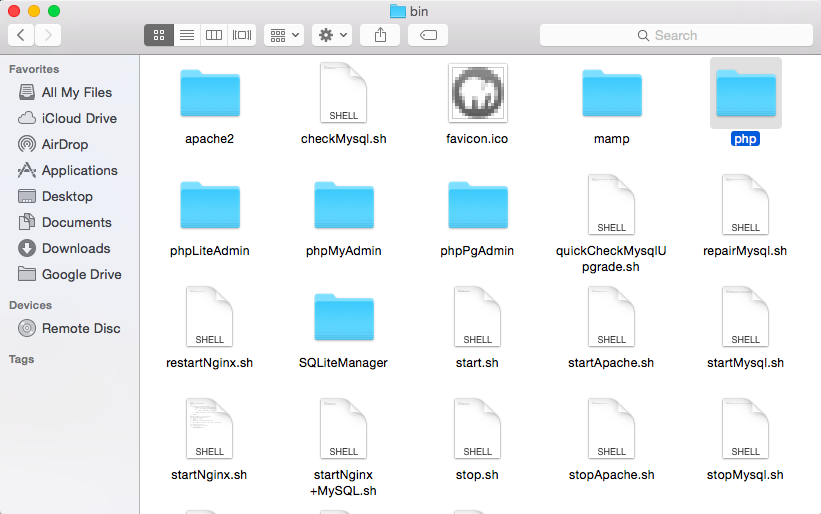 bin
Search
Favorites
All My Files
iCloud Drive
AirDrop
Applications
Desktop
Documents
Downloads
Google Drive
Devices
Remote Disc
Tags
apache2
SHELL
checkMysql.sh
favicon.ico
mamp
php
phpLiteAdmin
phpMyAdmin
phpPgAdmin
SHELL
quickCheckMysqlU
pgrade.sh
SHELL
repairMysql.sh
SHELL
restartNginx.sh
SQLiteManager
SHELL
start.sh
SHELL
startApache.sh
SHELL
startMysql.sh
SHELL
startNginx.sh
SHELL
startNginx
+MySQL.sh
SHELL
stop.sh
SHELL
stopApache.sh
SHELL
stopMysql.sh